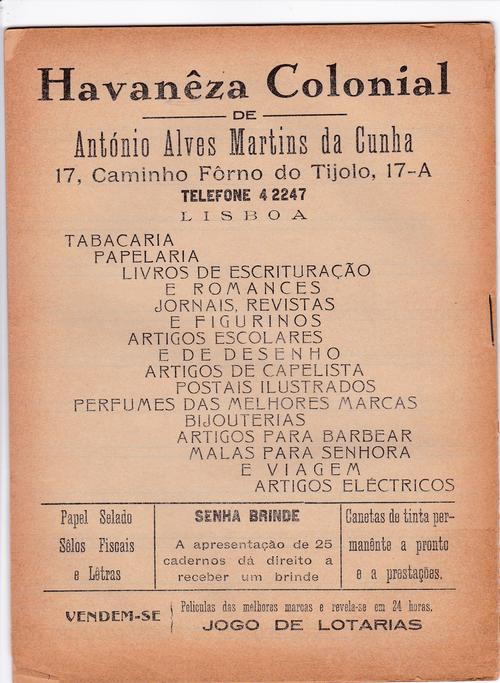 Havanêza Colonial
DE
António Alves Martins da Cunha
17, Caminho Fôrno do Tijolo, 17-A
TELEFONE 4 2247
LISBOA
TABACARIA
PAPELARIA
LIVROS DE ESCRITURAÇÃO
E ROMANCES
JORNAIS, REVISTAS
E FIGURINOS
ARTIGOS ESCOLARES
E DE DESENHO
ARTIGOS DE CAPELISTA
POSTAIS ILUSTRADOS
PERFUMES DAS MELHORES MARCAS
BIJOUTERIAS
ARTIGOS PARA BARBEAR
MALAS PARA SENHORA
E VIAGEM
ARTIGOS ELÉCTRICOS
Papel Selado
Sêlos Fiscais
e Lêtras
SENHA BRINDE
A apresentação de 25
cadernos dá direito a
receber um brinde
Canetas de tinta per-
manênte a pronto
e a prestações.
VENDEM-SE
Peliculas das melhores marcas e revela-se em 24 horas,
JOGO DE LOTARIAS